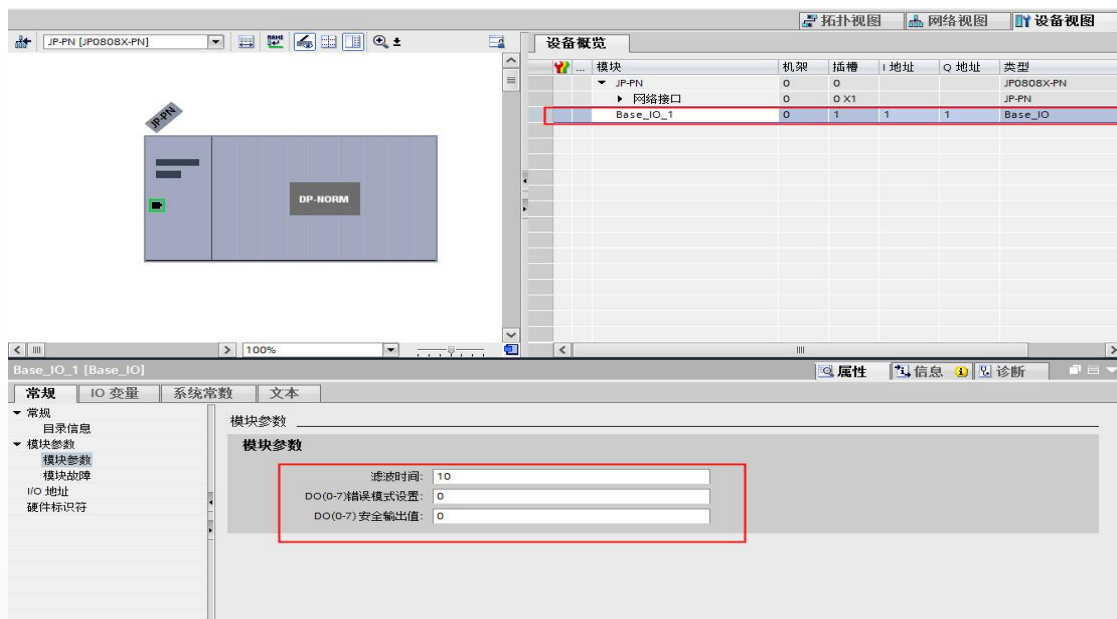 拓扑视图 网络视图 设备视图
JP-PN [JP0808X-PN]
设备概览
... 模块 机架 插槽 I 地址 Q 地址 类型
JP-PN 0 0 JP0808X-PN
网络接口 0 0 X1 JP-PN
Base_IO_1 0 1 1 1 Base_IO
JP-PN
DP-NORM
100%
Base_IO_1 [Base_IO]
属性 信息 诊断
常规 IO 变量 系统常数 文本
常规
目录信息
模块参数
模块参数
模块故障
I/O 地址
硬件标识符
模块参数
模块参数
滤波时间: 10
DO(0-7)错误模式设置: 0
DO(0-7)安全输出值: 0